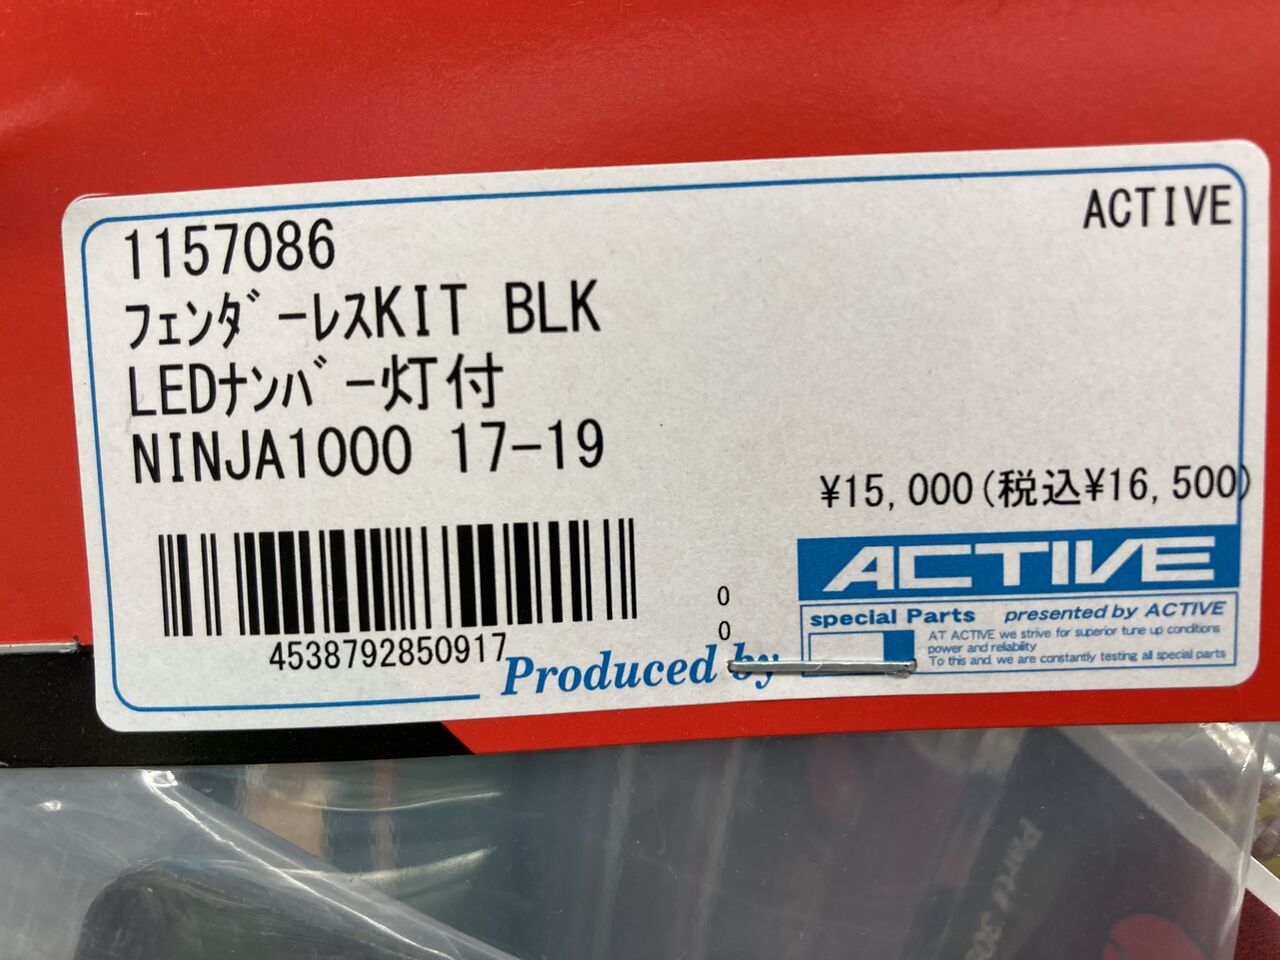 ACTIVE
1157086
ﾌｪﾝﾀﾞｰﾚｽKIT BLK
LEDﾅﾝﾊﾞｰ灯付
NINJA1000 17-19
¥15,000(税込¥16,500)
4538792850917
0
0
Produced by
ACTIVE
special Parts presented by ACTIVE
AT ACTIVE we strive for superior tune up conditions
power and reliability
To this and. we are constantly testing all special parts